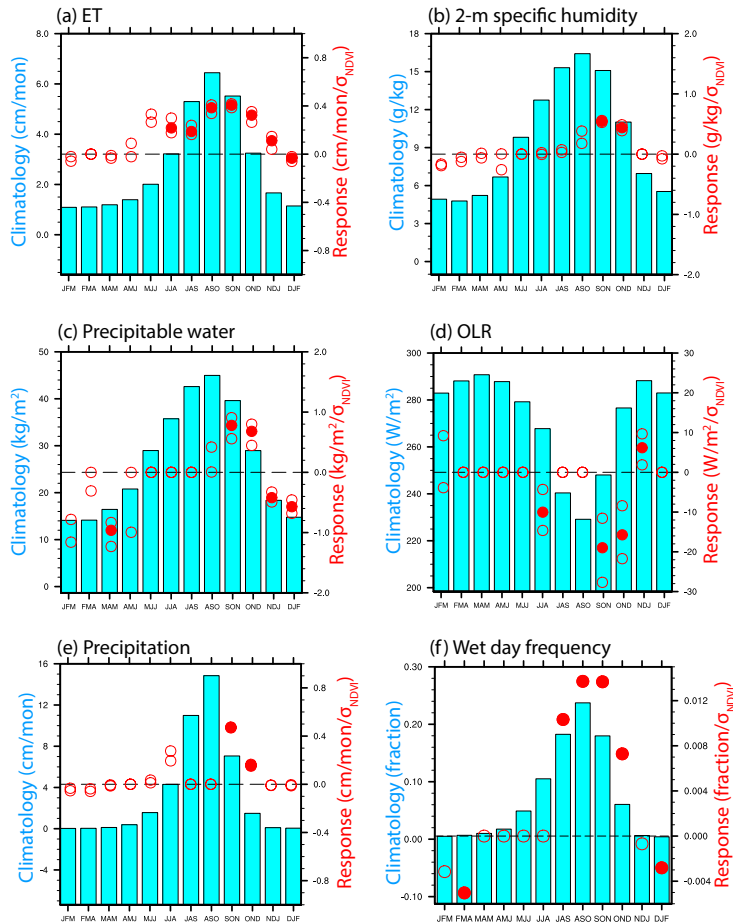 (a) ET
8.0
6.0
4.0
2.0
0.0
0.8
0.4
0.0
-0.4
-0.8
Climatology (cm/mon)
Response (cm/mon/σNDVI)
JFM FMA MAM AMJ MJJ JJA JAS ASO SON OND NDJ DJF
(b) 2-m specific humidity
18
15
12
9
6
3
0
2.0
1.0
0.0
-1.0
-2.0
Climatology (g/kg)
Response (g/kg/σNDVI)
JFM FMA MAM AMJ MJJ JJA JAS ASO SON OND NDJ DJF
(c) Precipitable water
50
40
30
20
10
0
2.0
1.0
0.0
-1.0
-2.0
Climatology (kg/m²)
Response (kg/m²/σNDVI)
JFM FMA MAM AMJ MJJ JJA JAS ASO SON OND NDJ DJF
(d) OLR
300
280
260
240
220
200
30
20
10
0
-10
-20
-30
Climatology (W/m²)
Response (W/m²/σNDVI)
JFM FMA MAM AMJ MJJ JJA JAS ASO SON OND NDJ DJF
(e) Precipitation
16
12
8
4
0
-4
0.8
0.4
0.0
-0.4
-0.8
Climatology (cm/mon)
Response (cm/mon/σNDVI)
JFM FMA MAM AMJ MJJ JJA JAS ASO SON OND NDJ DJF
(f) Wet day frequency
0.30
0.20
0.10
0.00
-0.10
0.012
0.008
0.004
0.000
-0.004
Climatology (fraction)
Response (fraction/σNDVI)
JFM FMA MAM AMJ MJJ JJA JAS ASO SON OND NDJ DJF